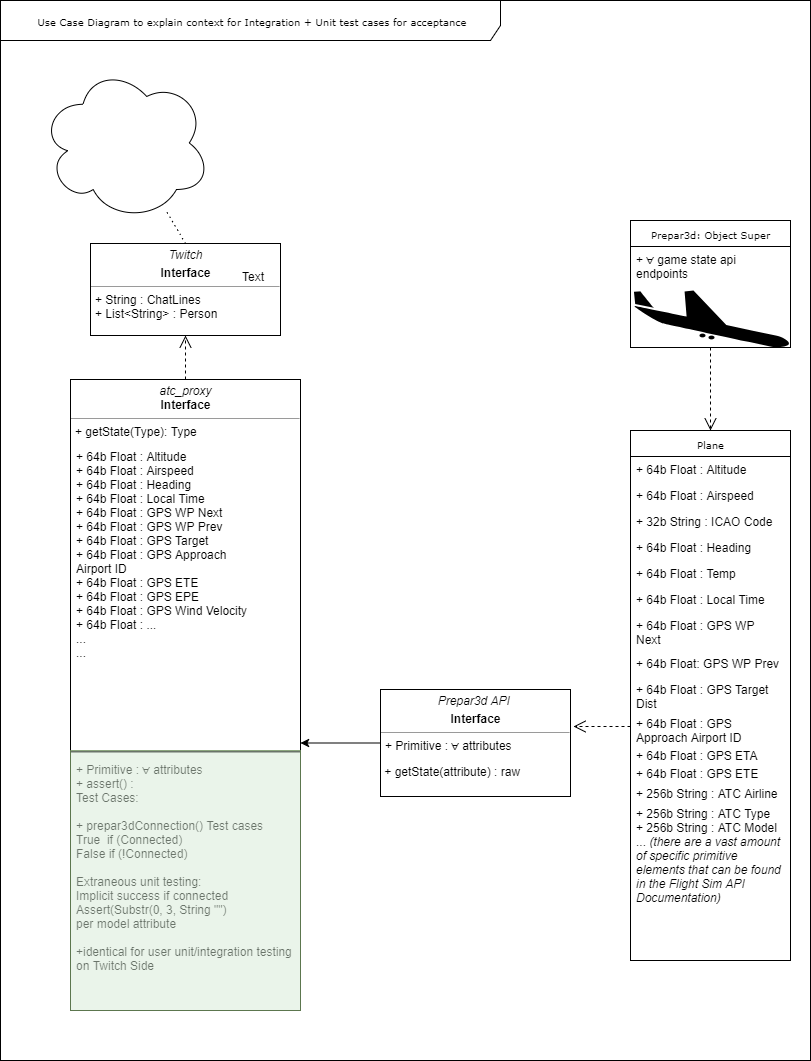 Use Case Diagram to explain context for Integration + Unit test cases for acceptance
Twitch
Interface
Text
+ String : ChatLines
+ List<String> : Person
atc_proxy
Interface
+ getState(Type): Type
+ 64b Float : Altitude
+ 64b Float : Airspeed
+ 64b Float : Heading
+ 64b Float : Local Time
+ 64b Float : GPS WP Next
+ 64b Float : GPS WP Prev
+ 64b Float : GPS Target
+ 64b Float : GPS Approach
Airport ID
+ 64b Float : GPS ETE
+ 64b Float : GPS EPE
+ 64b Float : GPS Wind Velocity
+ 64b Float : ...
...
...
+ Primitive : ∀ attributes
+ assert() :
Test Cases:
+ prepar3dConnection() Test cases
True  if (Connected)
False if (!Connected)
Extraneous unit testing:
Implicit success if connected
Assert(Substr(0, 3, String "")
per model attribute
+identical for user unit/integration testing
on Twitch Side
Prepar3d API
Interface
+ Primitive : ∀ attributes
+ getState(attribute) : raw
Prepar3d: Object Super
+ ∀ game state api
endpoints
Plane
+ 64b Float : Altitude
+ 64b Float : Airspeed
+ 32b String : ICAO Code
+ 64b Float : Heading
+ 64b Float : Temp
+ 64b Float : Local Time
+ 64b Float : GPS WP
Next
+ 64b Float: GPS WP Prev
+ 64b Float : GPS Target
Dist
+ 64b Float : GPS
Approach Airport ID
+ 64b Float : GPS ETA
+ 64b Float : GPS ETE
+ 256b String : ATC Airline
+ 256b String : ATC Type
+ 256b String : ATC Model
... (there are a vast amount
of specific primitive
elements that can be found
in the Flight Sim API
Documentation)